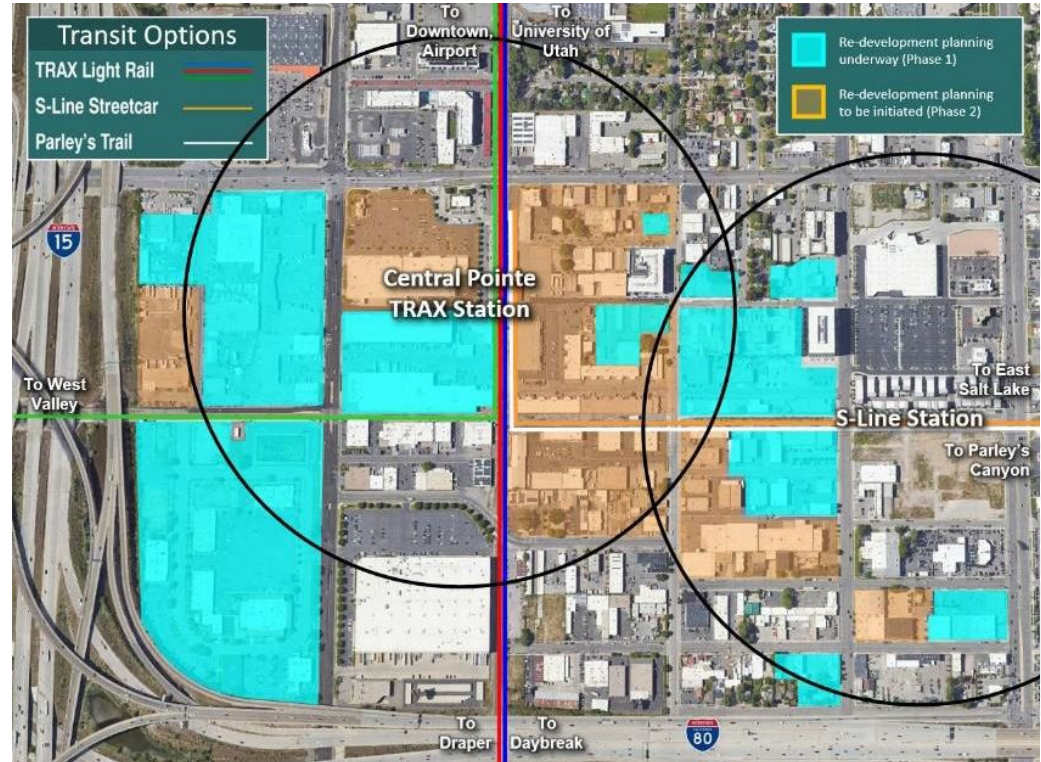 Transit Options
TRAX Light Rail
S-Line Streetcar
Parley's Trail
To
Downtown,
Airport
To
University of
Utah
Re-development planning
underway (Phase 1)
Re-development planning
to be initiated (Phase 2)
INTERSTATE
15
Central Pointe
TRAX Station
To West
Valley
To East
Salt Lake
S-Line Station
To Parley's
Canyon
To
Draper
To
Daybreak
INTERSTATE
80